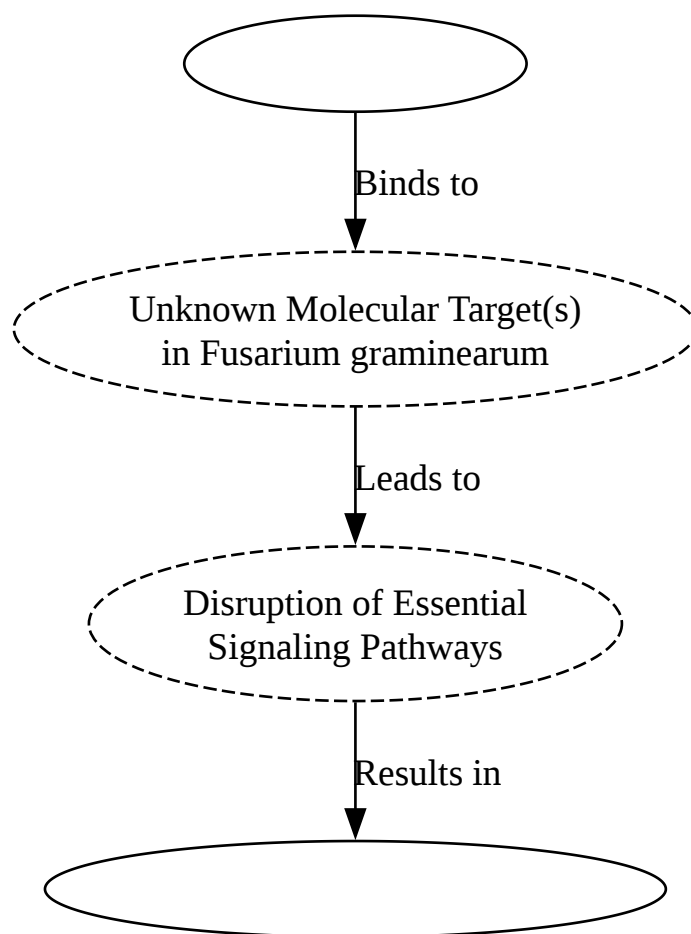 Binds to
Unknown Molecular Target(s)
in Fusarium graminearum
Leads to
Disruption of Essential
Signaling Pathways
Results in